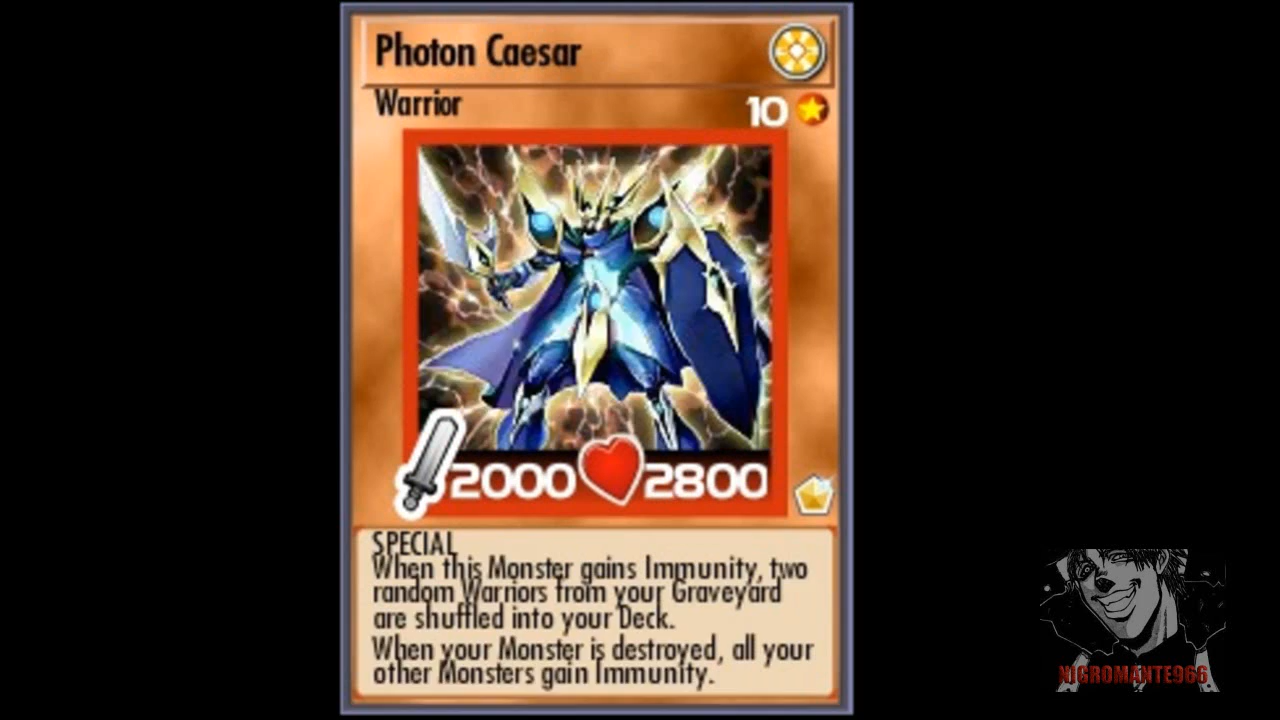 Photon Caesar
Warrior
10
2000 2800
SPECIAL
When this Monster gains Immunity, two
random Warriors from your Graveyard
are shuffled into your Deck.
When your Monster is destroyed, all your
other Monsters gain Immunity.
NIGROMANTE966